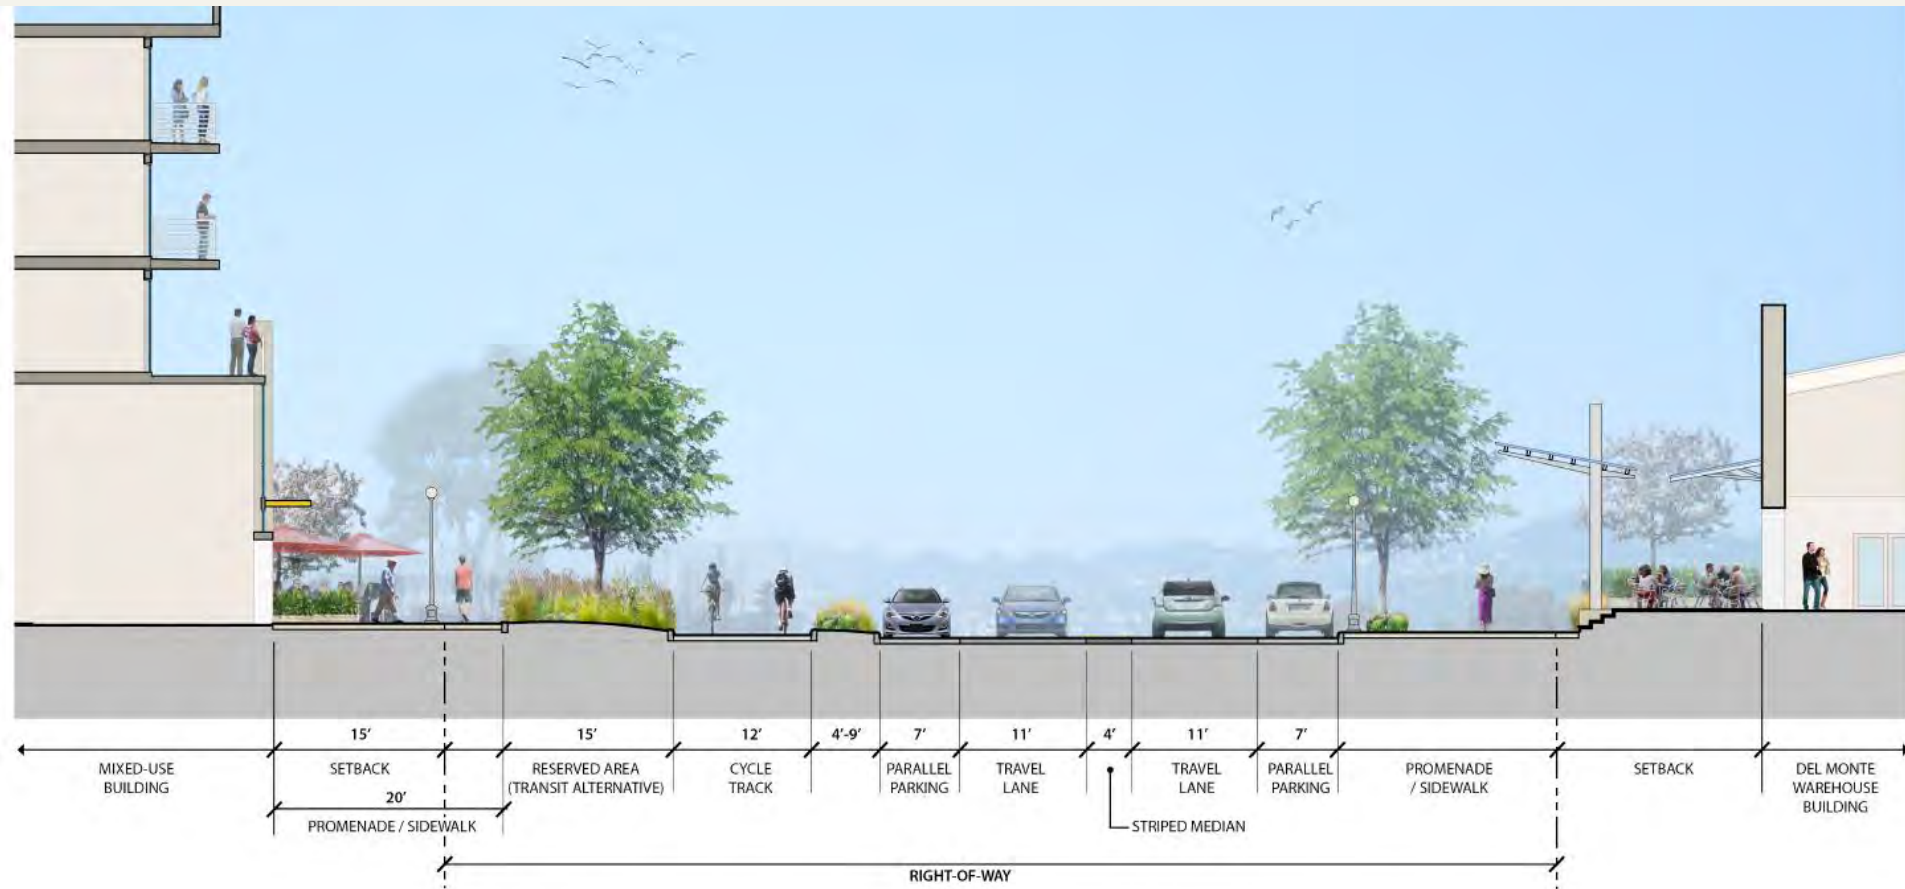 15’
15’
12’
4’-9’
7’
11’
4’
11’
7’
MIXED-USE
BUILDING
SETBACK
RESERVED AREA
(TRANSIT ALTERNATIVE)
CYCLE
TRACK
PARALLEL
PARKING
TRAVEL
LANE
TRAVEL
LANE
PARALLEL
PARKING
PROMENADE
/ SIDEWALK
SETBACK
DEL MONTE
WAREHOUSE
BUILDING
20’
PROMENADE / SIDEWALK
STRIPED MEDIAN
RIGHT-OF-WAY